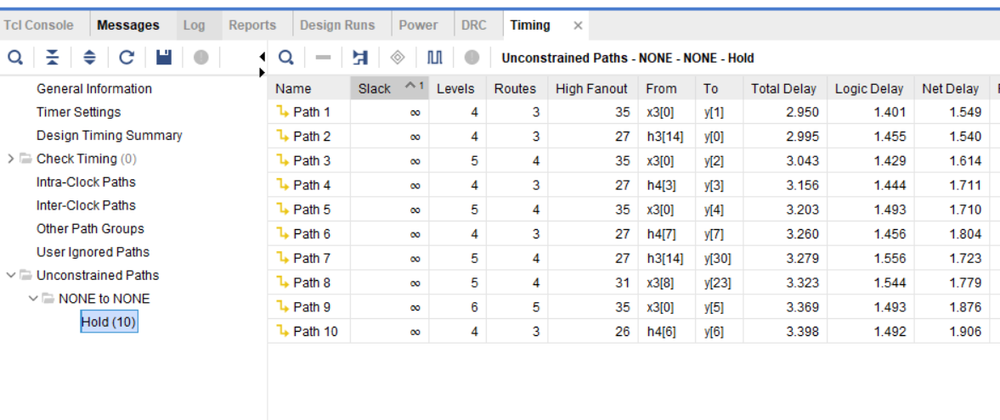 Tcl Console Messages Log Reports Design Runs Power DRC Timing ×
Unconstrained Paths - NONE - NONE - Hold
General Information
Timer Settings
Design Timing Summary
Check Timing (0)
Intra-Clock Paths
Inter-Clock Paths
Other Path Groups
User Ignored Paths
Unconstrained Paths
NONE to NONE
Hold (10)
Name Slack ^1 Levels Routes High Fanout From To Total Delay Logic Delay Net Delay
Path 1 ∞ 4 3 35 x3[0] y[1] 2.950 1.401 1.549
Path 2 ∞ 4 3 27 h3[14] y[0] 2.995 1.455 1.540
Path 3 ∞ 5 4 35 x3[0] y[2] 3.043 1.429 1.614
Path 4 ∞ 4 3 27 h4[3] y[3] 3.156 1.444 1.711
Path 5 ∞ 5 4 35 x3[0] y[4] 3.203 1.493 1.710
Path 6 ∞ 4 3 27 h4[7] y[7] 3.260 1.456 1.804
Path 7 ∞ 5 4 27 h3[14] y[30] 3.279 1.556 1.723
Path 8 ∞ 5 4 31 x3[8] y[23] 3.323 1.544 1.779
Path 9 ∞ 6 5 35 x3[0] y[5] 3.369 1.493 1.876
Path 10 ∞ 4 3 26 h4[6] y[6] 3.398 1.492 1.906